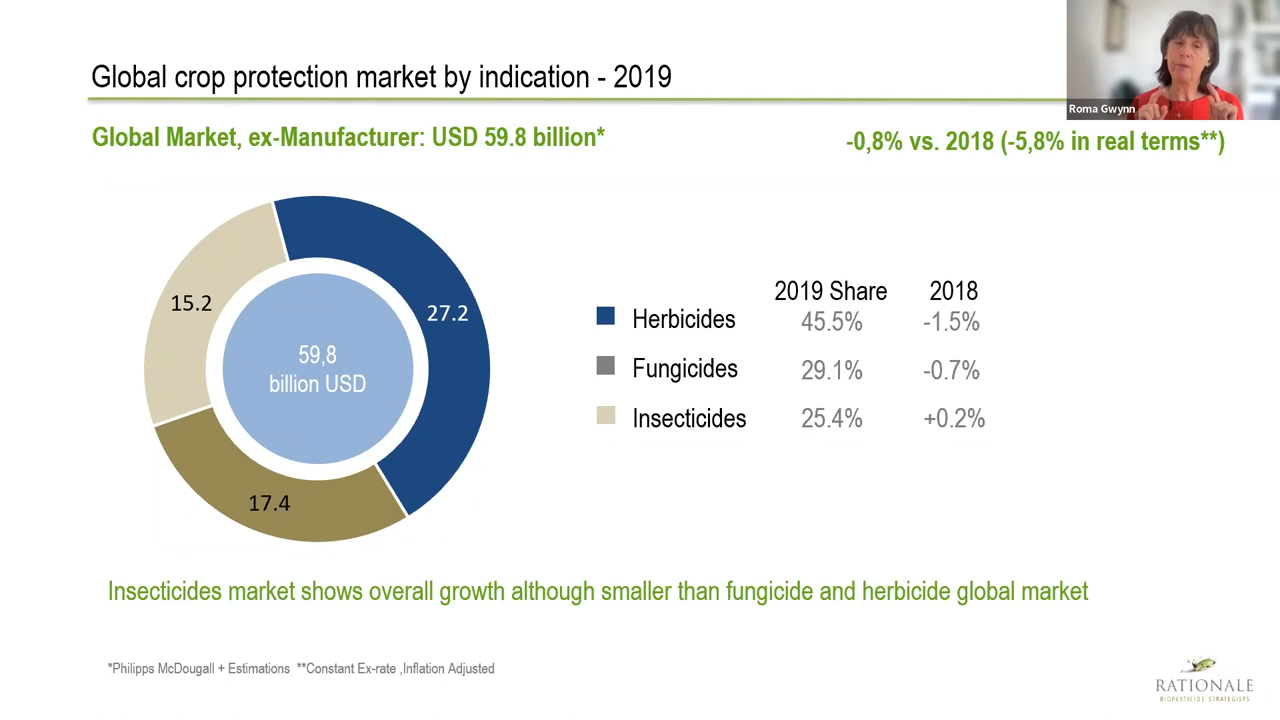 Global crop protection market by indication - 2019
Roma Gwynn
Global Market, ex-Manufacturer: USD 59.8 billion*
-0,8% vs. 2018 (-5,8% in real terms**)
15.2
27.2
59,8
billion USD
17.4
2019 Share 2018
Herbicides 45.5% -1.5%
Fungicides 29.1% -0.7%
Insecticides 25.4% +0.2%
Insecticides market shows overall growth although smaller than fungicide and herbicide global market
*Philipps McDougall + Estimations **Constant Ex-rate ,Inflation Adjusted
RATIONALE
BIOPESTICIDE STRATEGISTS